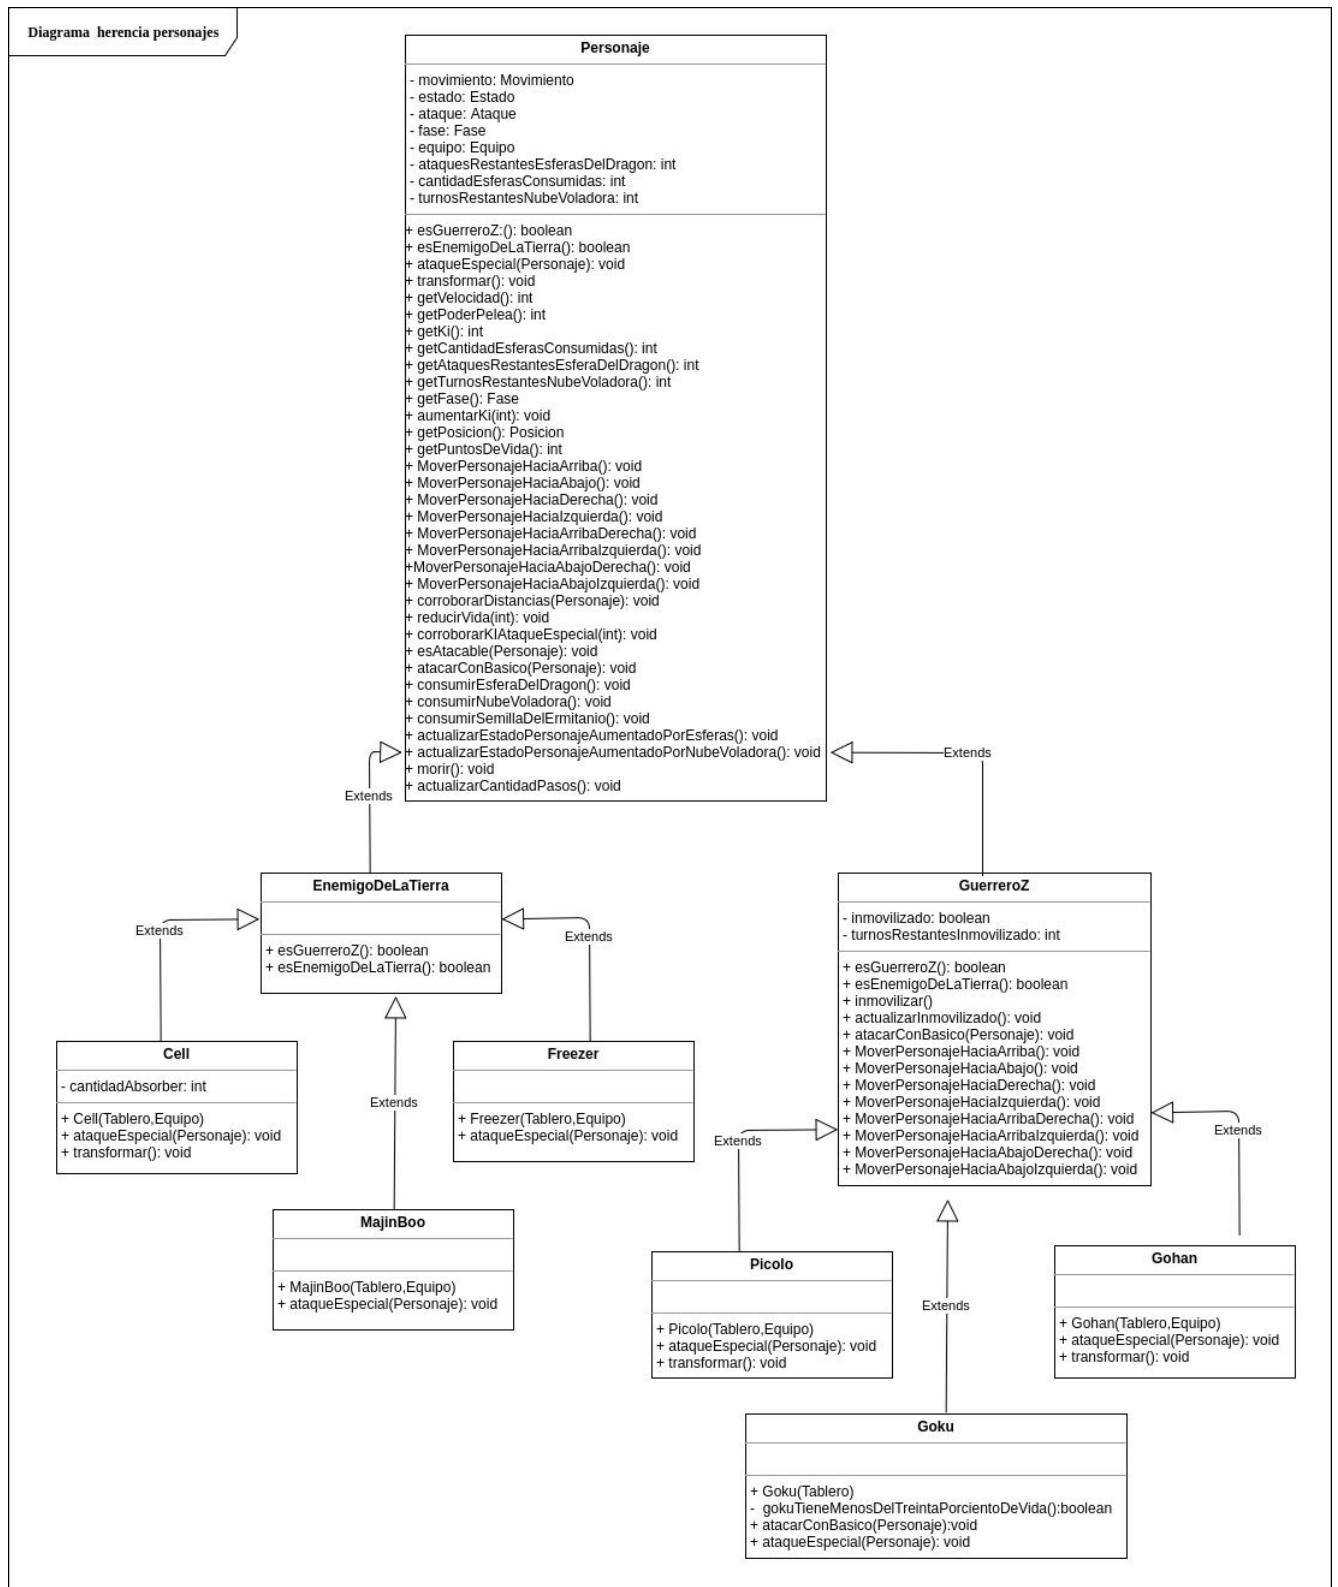 Diagrama  herencia personajes
Personaje
- movimiento: Movimiento
- estado: Estado
- ataque: Ataque
- fase: Fase
- equipo: Equipo
- ataquesRestantesEsferasDelDragon: int
- cantidadEsferasConsumidas: int
- turnosRestantesNubeVoladora: int
+ esGuerreroZ:(): boolean
+ esEnemigoDeLaTierra(): boolean
+ ataqueEspecial(Personaje): void
+ transformar(): void
+ getVelocidad(): int
+ getPoderPelea(): int
+ getKi(): int
+ getCantidadEsferasConsumidas(): int
+ getAtaquesRestantesEsferaDelDragon(): int
+ getTurnosRestantesNubeVoladora(): int
+ getFase(): Fase
+ aumentarKi(int): void
+ getPosicion(): Posicion
+ getPuntosDeVida(): int
+ MoverPersonajeHaciaArriba(): void
+ MoverPersonajeHaciaAbajo(): void
+ MoverPersonajeHaciaDerecha(): void
+ MoverPersonajeHaciaIzquierda(): void
+ MoverPersonajeHaciaArribaDerecha(): void
+ MoverPersonajeHaciaArribaIzquierda(): void
+MoverPersonajeHaciaAbajoDerecha(): void
+ MoverPersonajeHaciaAbajoIzquierda(): void
+ corroborarDistancias(Personaje): void
+ reducirVida(int): void
+ corroborarKIAtaqueEspecial(int): void
+ esAtacable(Personaje): void
+ atacarConBasico(Personaje): void
+ consumirEsferaDelDragon(): void
+ consumirNubeVoladora(): void
+ consumirSemillaDelErmitanio(): void
+ actualizarEstadoPersonajeAumentadoPorEsferas(): void
+ actualizarEstadoPersonajeAumentadoPorNubeVoladora(): void
+ morir(): void
+ actualizarCantidadPasos(): void
Extends
Extends
EnemigoDeLaTierra
+ esGuerreroZ(): boolean
+ esEnemigoDeLaTierra(): boolean
GuerreroZ
- inmovilizado: boolean
- turnosRestantesInmovilizado: int
+ esGuerreroZ(): boolean
+ esEnemigoDeLaTierra(): boolean
+ inmovilizar()
+ actualizarInmovilizado(): void
+ atacarConBasico(Personaje): void
+ MoverPersonajeHaciaArriba(): void
+ MoverPersonajeHaciaAbajo(): void
+ MoverPersonajeHaciaDerecha(): void
+ MoverPersonajeHaciaIzquierda(): void
+ MoverPersonajeHaciaArribaDerecha(): void
+ MoverPersonajeHaciaArribaIzquierda(): void
+ MoverPersonajeHaciaAbajoDerecha(): void
+ MoverPersonajeHaciaAbajoIzquierda(): void
Extends
Extends
Extends
Cell
- cantidadAbsorber: int
+ Cell(Tablero,Equipo)
+ ataqueEspecial(Personaje): void
+ transformar(): void
Freezer
+ Freezer(Tablero,Equipo)
+ ataqueEspecial(Personaje): void
MajinBoo
+ MajinBoo(Tablero,Equipo)
+ ataqueEspecial(Personaje): void
Extends
Extends
Extends
Picolo
+ Picolo(Tablero,Equipo)
+ ataqueEspecial(Personaje): void
+ transformar(): void
Gohan
+ Gohan(Tablero,Equipo)
+ ataqueEspecial(Personaje): void
+ transformar(): void
Goku
+ Goku(Tablero)
-  gokuTieneMenosDelTreintaPorcientoDeVida():boolean
+ atacarConBasico(Personaje):void
+ ataqueEspecial(Personaje): void